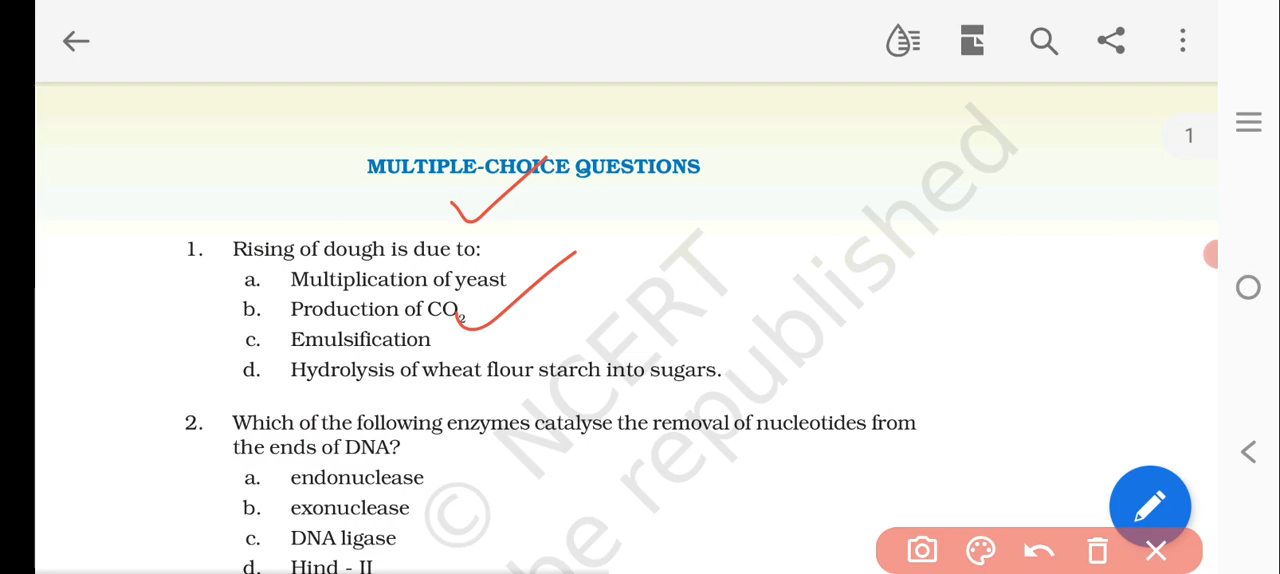 1
MULTIPLE-CHOICE QUESTIONS
1. Rising of dough is due to:
a. Multiplication of yeast
b. Production of CO₂
c. Emulsification
d. Hydrolysis of wheat flour starch into sugars.
2. Which of the following enzymes catalyse the removal of nucleotides from
the ends of DNA?
a. endonuclease
b. exonuclease
c. DNA ligase
d. Hind - II
© NCERT
be republished